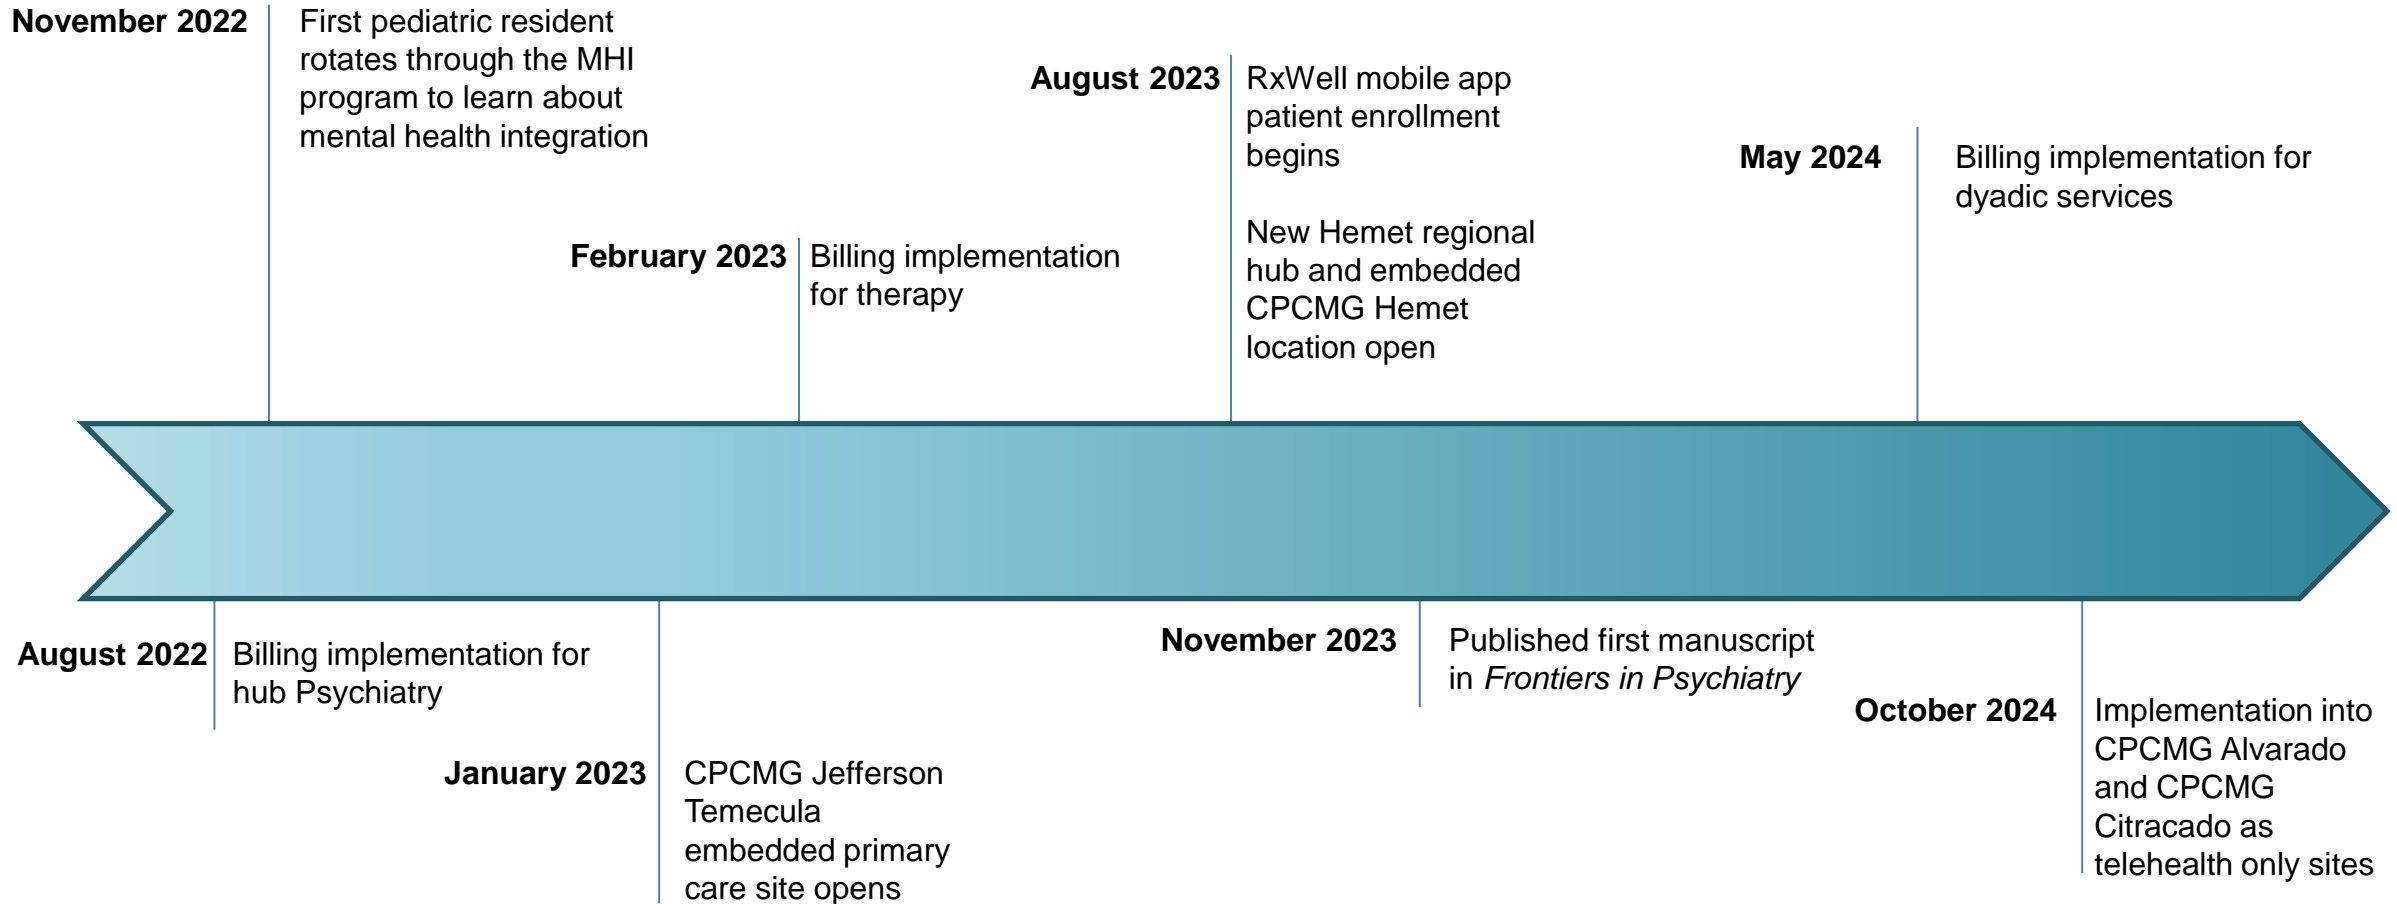 November 2022
First pediatric resident
rotates through the MHI
program to learn about
mental health integration
February 2023
Billing implementation
for therapy
August 2023
RxWell mobile app
patient enrollment
begins
New Hemet regional
hub and embedded
CPCMG Hemet
location open
May 2024
Billing implementation for
dyadic services
August 2022
Billing implementation for
hub Psychiatry
January 2023
CPCMG Jefferson
Temecula
embedded primary
care site opens
November 2023
Published first manuscript
in Frontiers in Psychiatry
October 2024
Implementation into
CPCMG Alvarado
and CPCMG
Citracado as
telehealth only sites